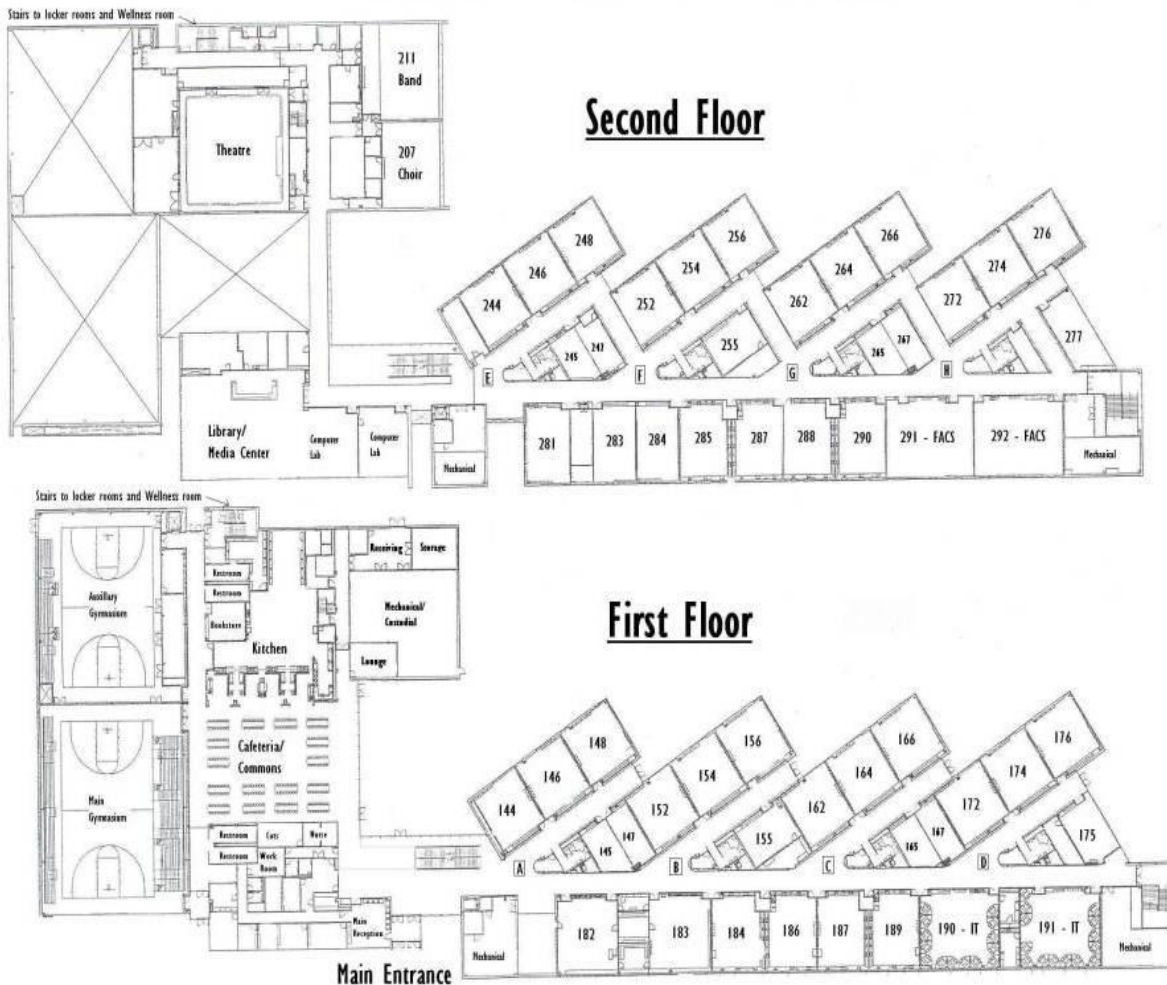 Stairs to locker rooms and Wellness room
211
Band
Second Floor
Theatre
207
Choir
248
256
266
276
246
254
264
274
244
252
262
272
277
245
247
255
265
267
E
F
G
H
Library/
Media Center
Computer
Lab
Computer
Lab
Mechanical
281
283
284
285
287
288
290
291 - FACS
292 - FACS
Mechanical
Stairs to locker rooms and Wellness room
Receiving
Storage
Restroom
Restroom
Auxiliary
Gymnasium
Mechanical/
Custodial
Bookstore
First Floor
Kitchen
Lounge
148
156
166
176
Cafeteria/
Commons
146
154
164
174
144
152
162
172
Main
Gymnasium
Restroom
Cots
Nurse
Restroom
Work
Room
145
147
155
165
167
175
A
B
C
D
Main
Reception
182
183
184
186
187
189
190 - IT
191 - IT
Mechanical
Mechanical
Main Entrance